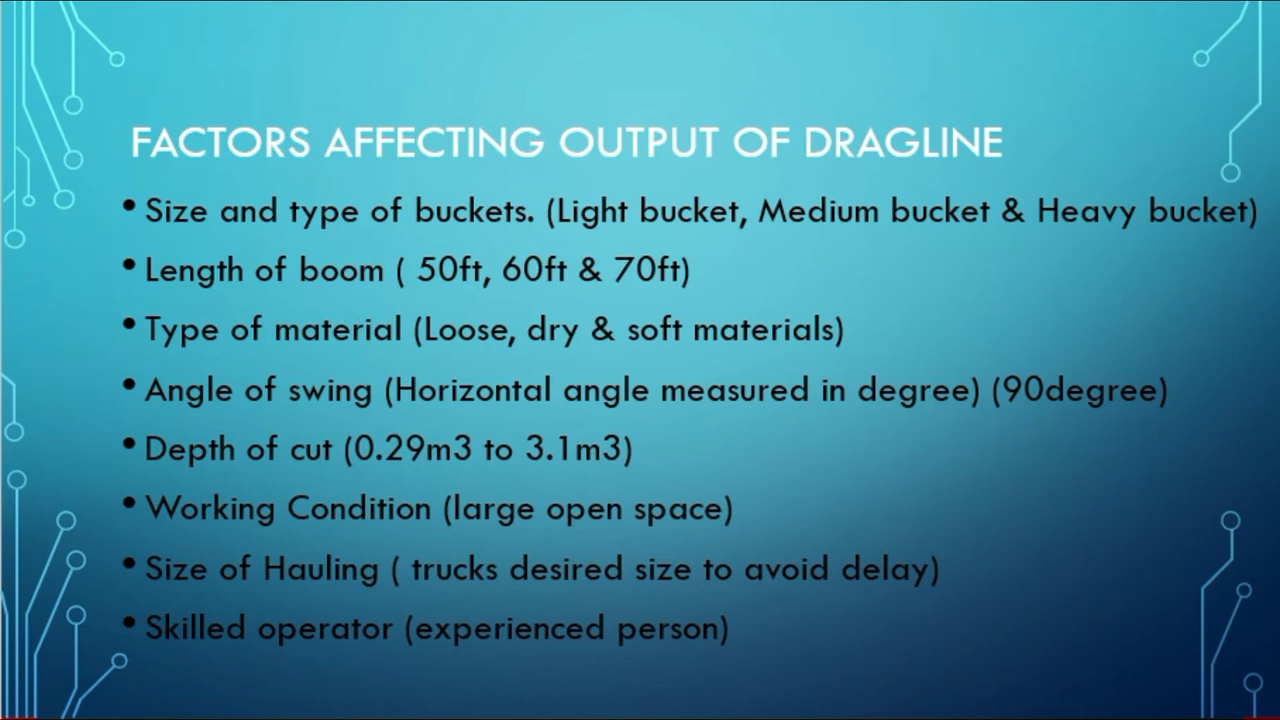 FACTORS AFFECTING OUTPUT OF DRAGLINE
• Size and type of buckets. (Light bucket, Medium bucket & Heavy bucket)
• Length of boom ( 50ft, 60ft & 70ft)
• Type of material (Loose, dry & soft materials)
• Angle of swing (Horizontal angle measured in degree) (90degree)
• Depth of cut (0.29m3 to 3.1m3)
• Working Condition (large open space)
• Size of Hauling ( trucks desired size to avoid delay)
• Skilled operator (experienced person)